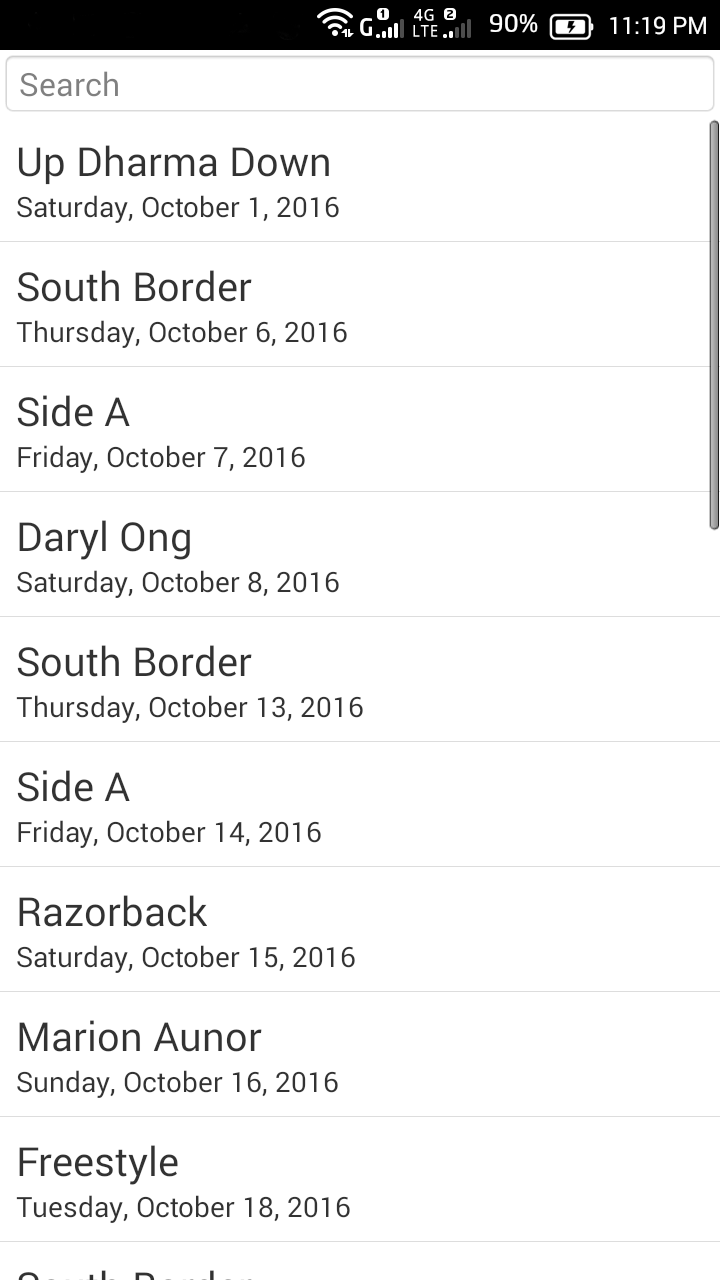 G 1 4G LTE 2 90% 11:19 PM
Search
Up Dharma Down
Saturday, October 1, 2016
South Border
Thursday, October 6, 2016
Side A
Friday, October 7, 2016
Daryl Ong
Saturday, October 8, 2016
South Border
Thursday, October 13, 2016
Side A
Friday, October 14, 2016
Razorback
Saturday, October 15, 2016
Marion Aunor
Sunday, October 16, 2016
Freestyle
Tuesday, October 18, 2016
South Border